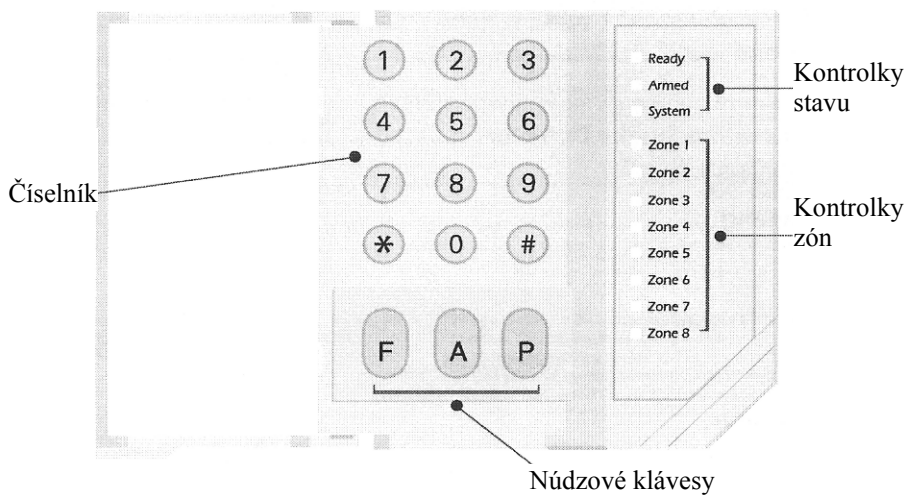 1 2 3
4 5 6
7 8 9
* 0 #
F A P
Ready
Armed
System
Zone 1
Zone 2
Zone 3
Zone 4
Zone 5
Zone 6
Zone 7
Zone 8
Číselník
Kontrolky
stavu
Kontrolky
zón
Núdzové klávesy